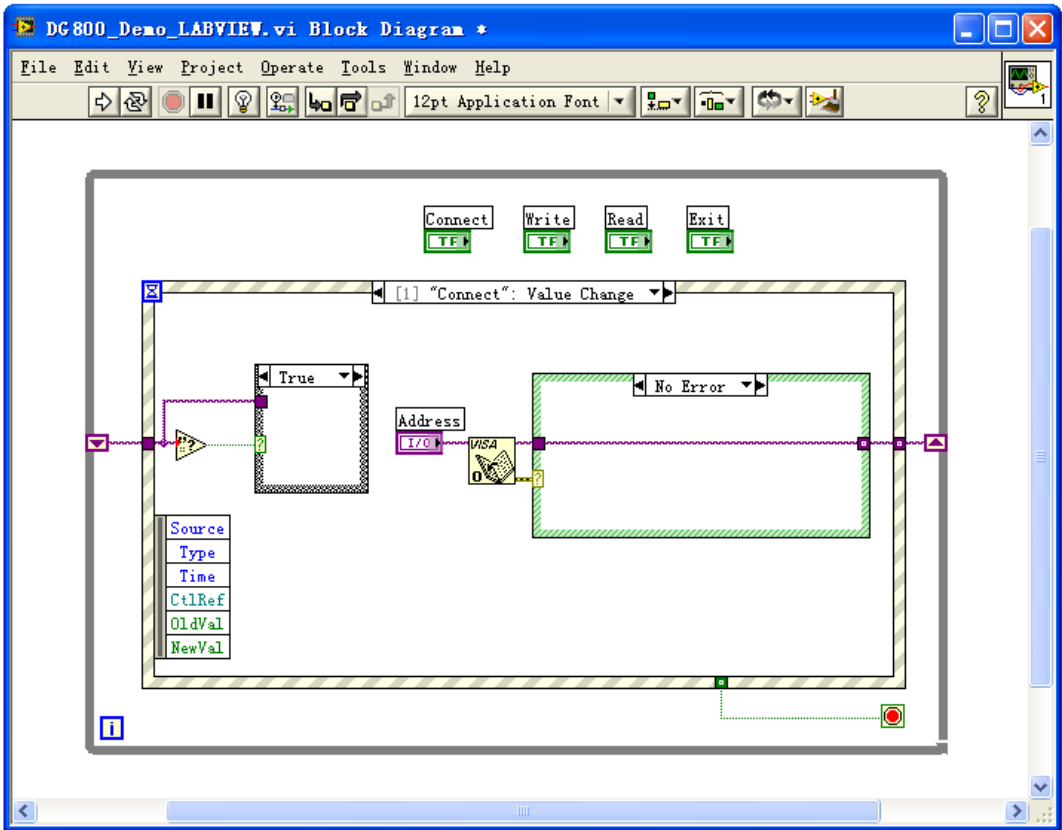 DG800_Demo_LABVIEW.vi Block Diagram *
File Edit View Project Operate Tools Window Help
12pt Application Font
?
1
Connect Write Read Exit
TF TF TF TF
[1] "Connect": Value Change
True
No Error
Address
I/O
"?
?
VISA
O
?
Source
Type
Time
CtlRef
OldVal
NewVal
i